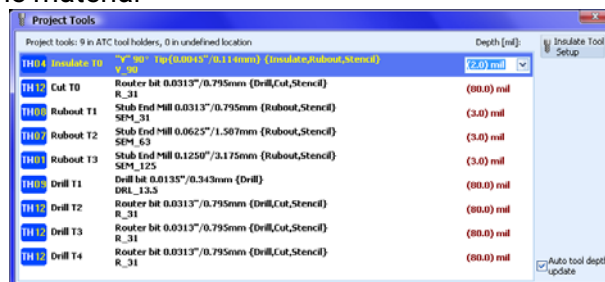 Project Tools
Project tools: 9 in ATC tool holders, 0 in undefined location Depth [mil]: Insulate Tool Setup
TH04 Insulate T0 "V" 90° Tip{0.0045"/0.114mm} {Insulate,Rubout,Stencil} (2.0) mil
V_90
TH12 Cut T0 Router bit 0.0313"/0.795mm {Drill,Cut,Stencil} (80.0) mil
R_31
TH08 Rubout T1 Stub End Mill 0.0313"/0.795mm {Rubout,Stencil} (3.0) mil
SEM_31
TH07 Rubout T2 Stub End Mill 0.0625"/1.587mm {Rubout,Stencil} (3.0) mil
SEM_63
TH01 Rubout T3 Stub End Mill 0.1250"/3.175mm {Rubout,Stencil} (3.0) mil
SEM_125
TH09 Drill T1 Drill bit 0.0135"/0.343mm {Drill} (80.0) mil
DRL_13.5
TH12 Drill T2 Router bit 0.0313"/0.795mm {Drill,Cut,Stencil} (80.0) mil
R_31
TH12 Drill T3 Router bit 0.0313"/0.795mm {Drill,Cut,Stencil} (80.0) mil
R_31
TH12 Drill T4 Router bit 0.0313"/0.795mm {Drill,Cut,Stencil} (80.0) mil
R_31
Auto tool depth
update